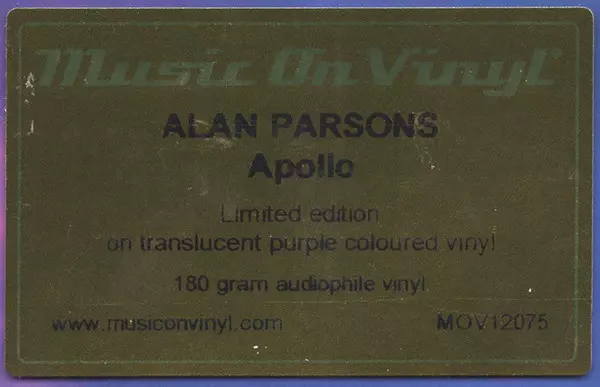 Music On Vinyl®
ALAN PARSONS
Apollo
Limited edition
on translucent purple coloured vinyl
180 gram audiophile vinyl
www.musiconvinyl.com
MOV12075